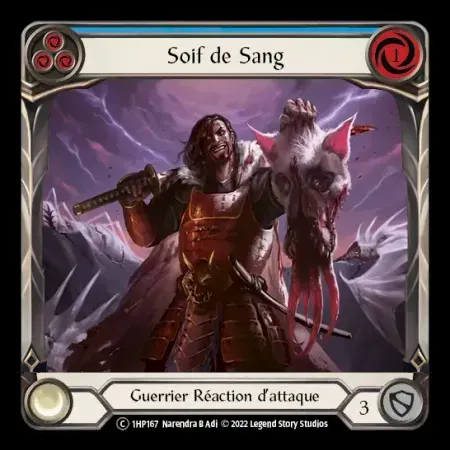 Soif de Sang
1
Guerrier Réaction d'attaque
3
© 1HP167 Narendra B Adi © 2022 Legend Story Studios